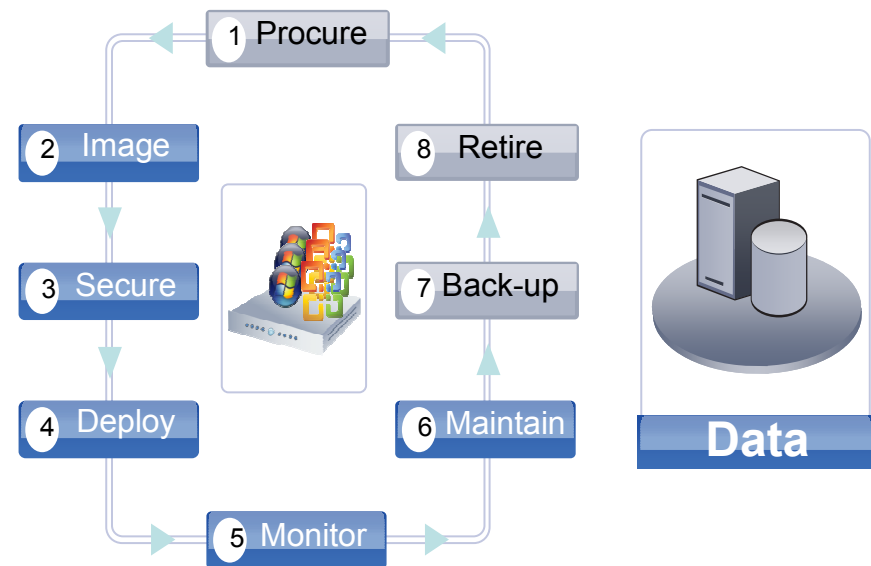 1 Procure
2 Image
3 Secure
4 Deploy
5 Monitor
6 Maintain
7 Back-up
8 Retire
Data